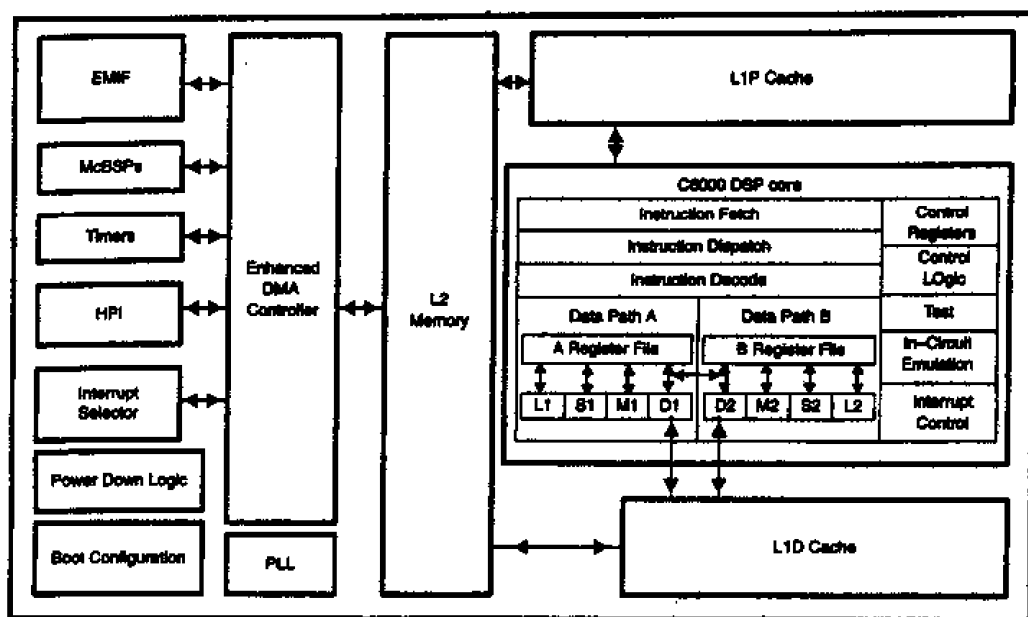 EMIF
McBSPs
Timers
HPI
Interrupt
Selector
Power Down Logic
Boot Configuration
Enhanced
DMA
Controller
PLL
L2
Memory
L1P Cache
C6000 DSP core
Instruction Fetch
Instruction Dispatch
Instruction Decode
Data Path A
Data Path B
A Register File
B Register File
L1 S1 M1 D1
D2 M2 S2 L2
Control
Registers
Control
LOgic
Test
In-Circuit
Emulation
Interrupt
Control
L1D Cache